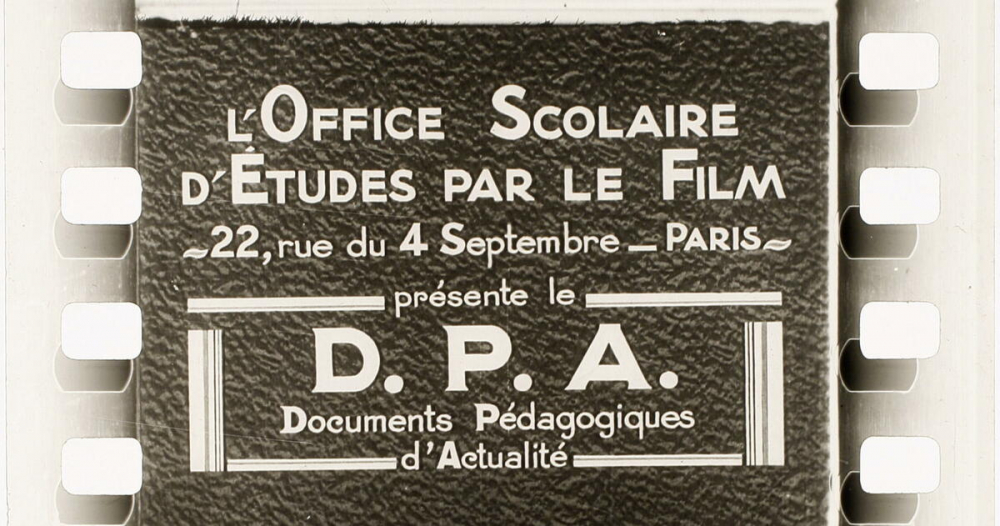 L'OFFICE SCOLAIRE
D'ÉTUDES PAR LE FILM
~22, rue du 4 Septembre _ PARIS~
présente le
D. P. A.
Documents Pédagogiques
d'Actualité